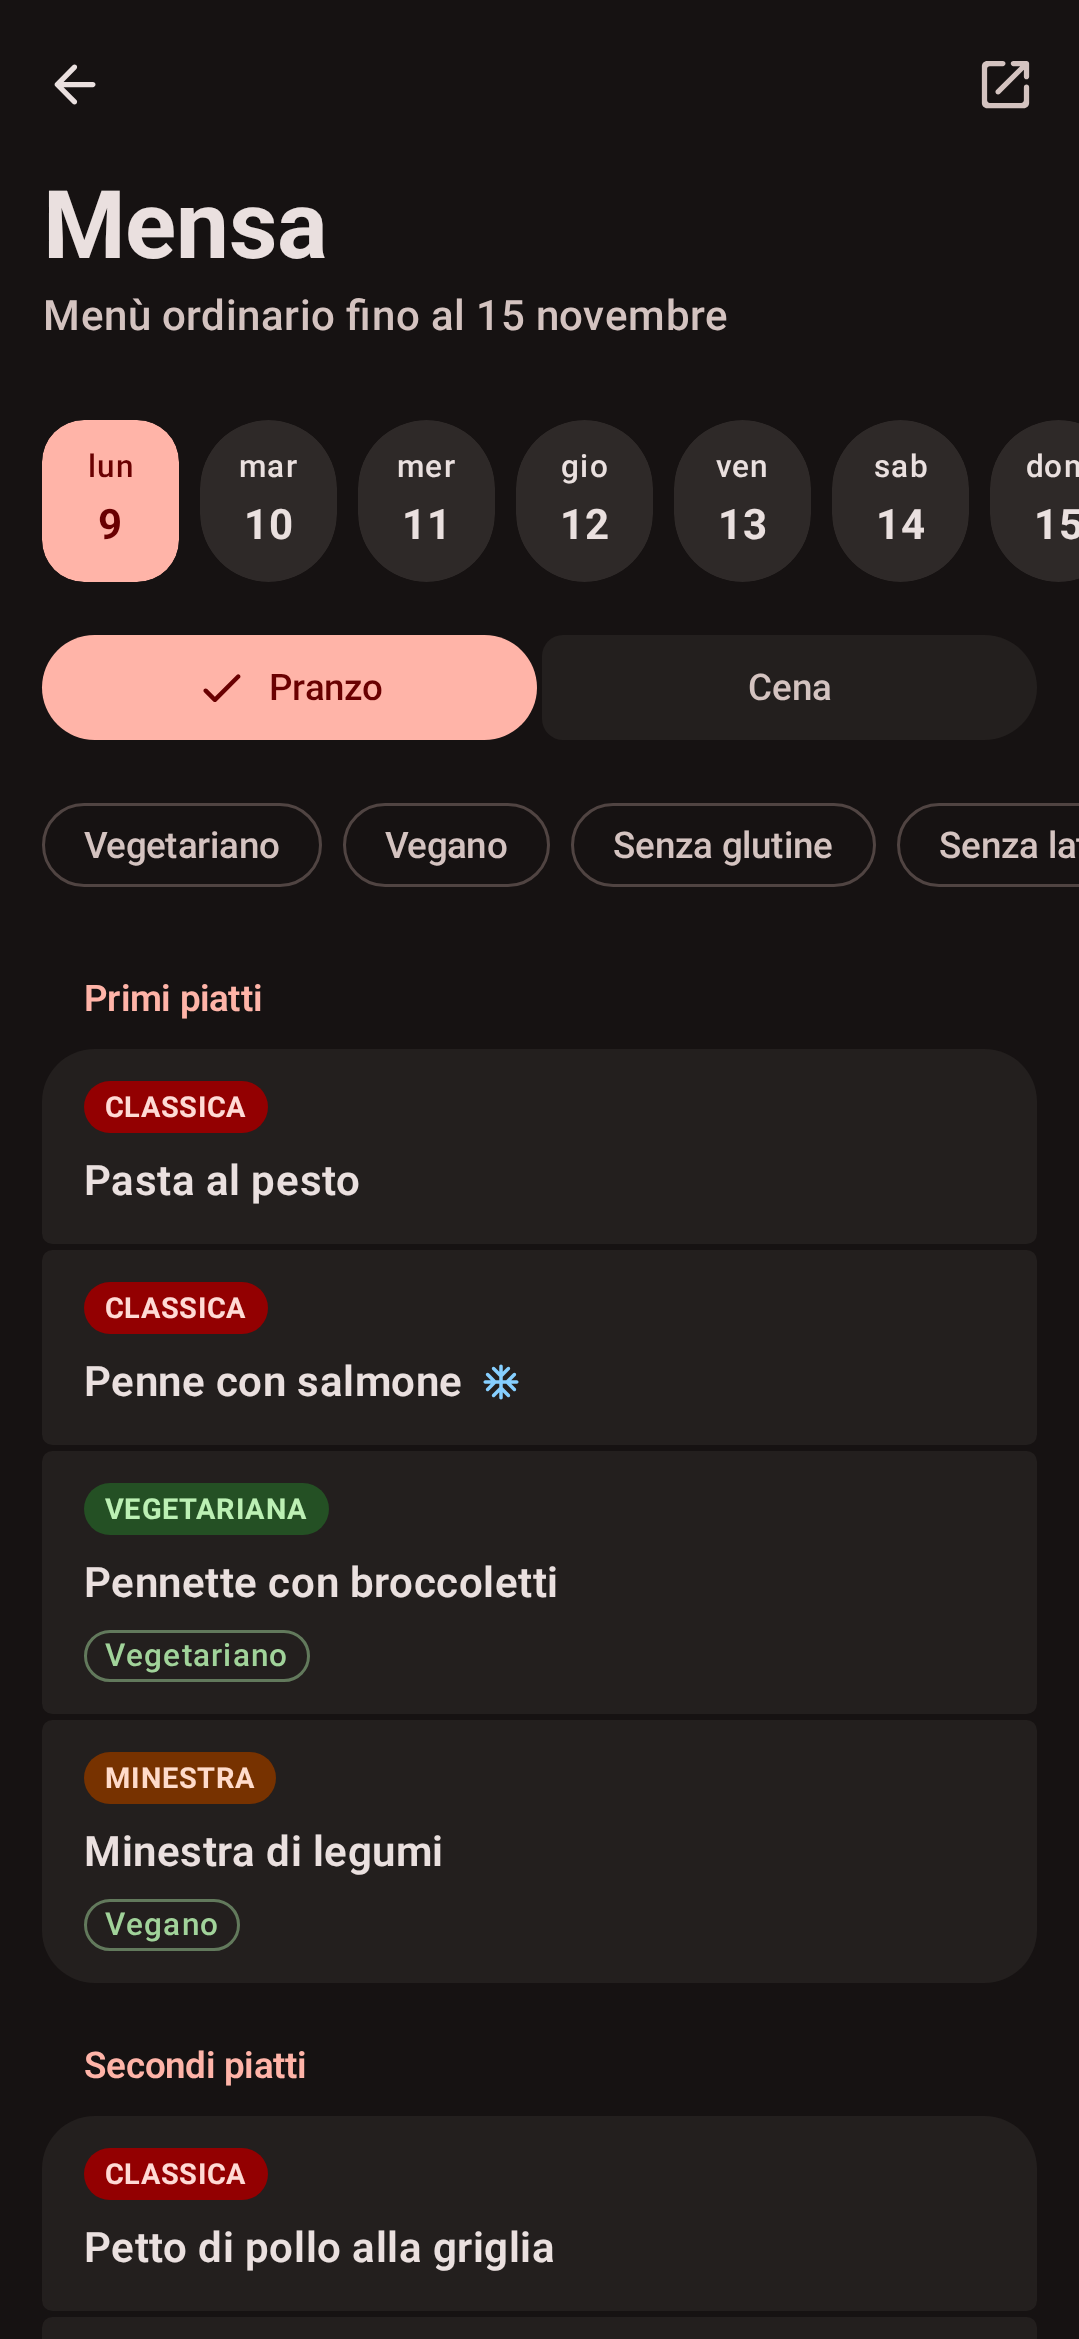 Mensa
Menù ordinario fino al 15 novembre
lun mar mer gio ven sab
9 10 11 12 13 14 15
Pranzo Cena
Vegetariano Vegano Senza glutine Senza
Primi piatti
CLASSICA
Pasta al pesto
CLASSICA
Penne con salmone
VEGETARIANA
Pennette con broccoletti
Vegetariano
MINESTRA
Minestra di legumi
Vegano
Secondi piatti
CLASSICA
Petto di pollo alla griglia